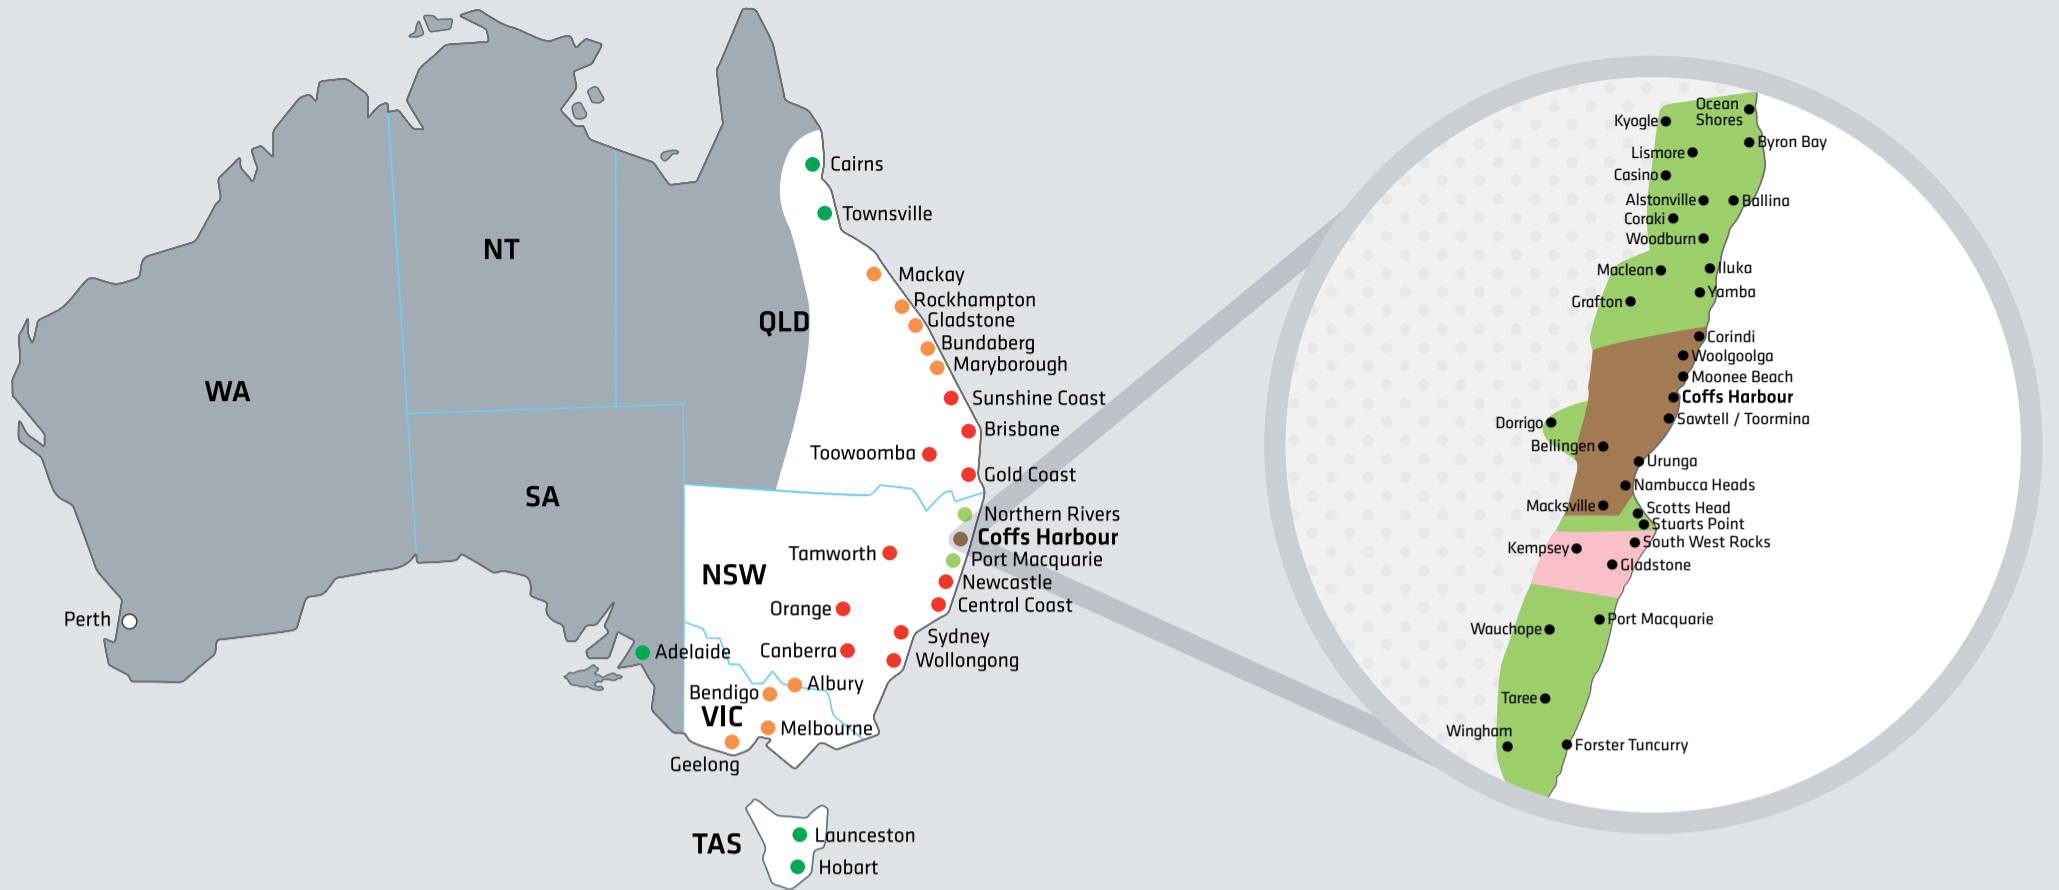 Cairns
Townsville
NT
Mackay
Rockhampton
QLD
Gladstone
Bundaberg
Maryborough
WA
Sunshine Coast
Brisbane
Toowoomba
Gold Coast
SA
Northern Rivers
Coffs Harbour
Tamworth
Port Macquarie
NSW
Newcastle
Orange
Central Coast
Perth
Sydney
Adelaide
Canberra
Wollongong
Albury
Bendigo
VIC
Melbourne
Geelong
TAS
Launceston
Hobart
Ocean
Shores
Kyogle
Byron Bay
Lismore
Casino
Alstonville
Ballina
Coraki
Woodburn
Maclean
Iluka
Yamba
Grafton
Corindi
Woolgoolga
Moonee Beach
Coffs Harbour
Sawtell / Toormina
Dorrigo
Bellingen
Urunga
Nambucca Heads
Macksville
Scotts Head
Stuarts Point
South West Rocks
Kempsey
Gladstone
Port Macquarie
Wauchope
Taree
Wingham
Forster Tuncurry